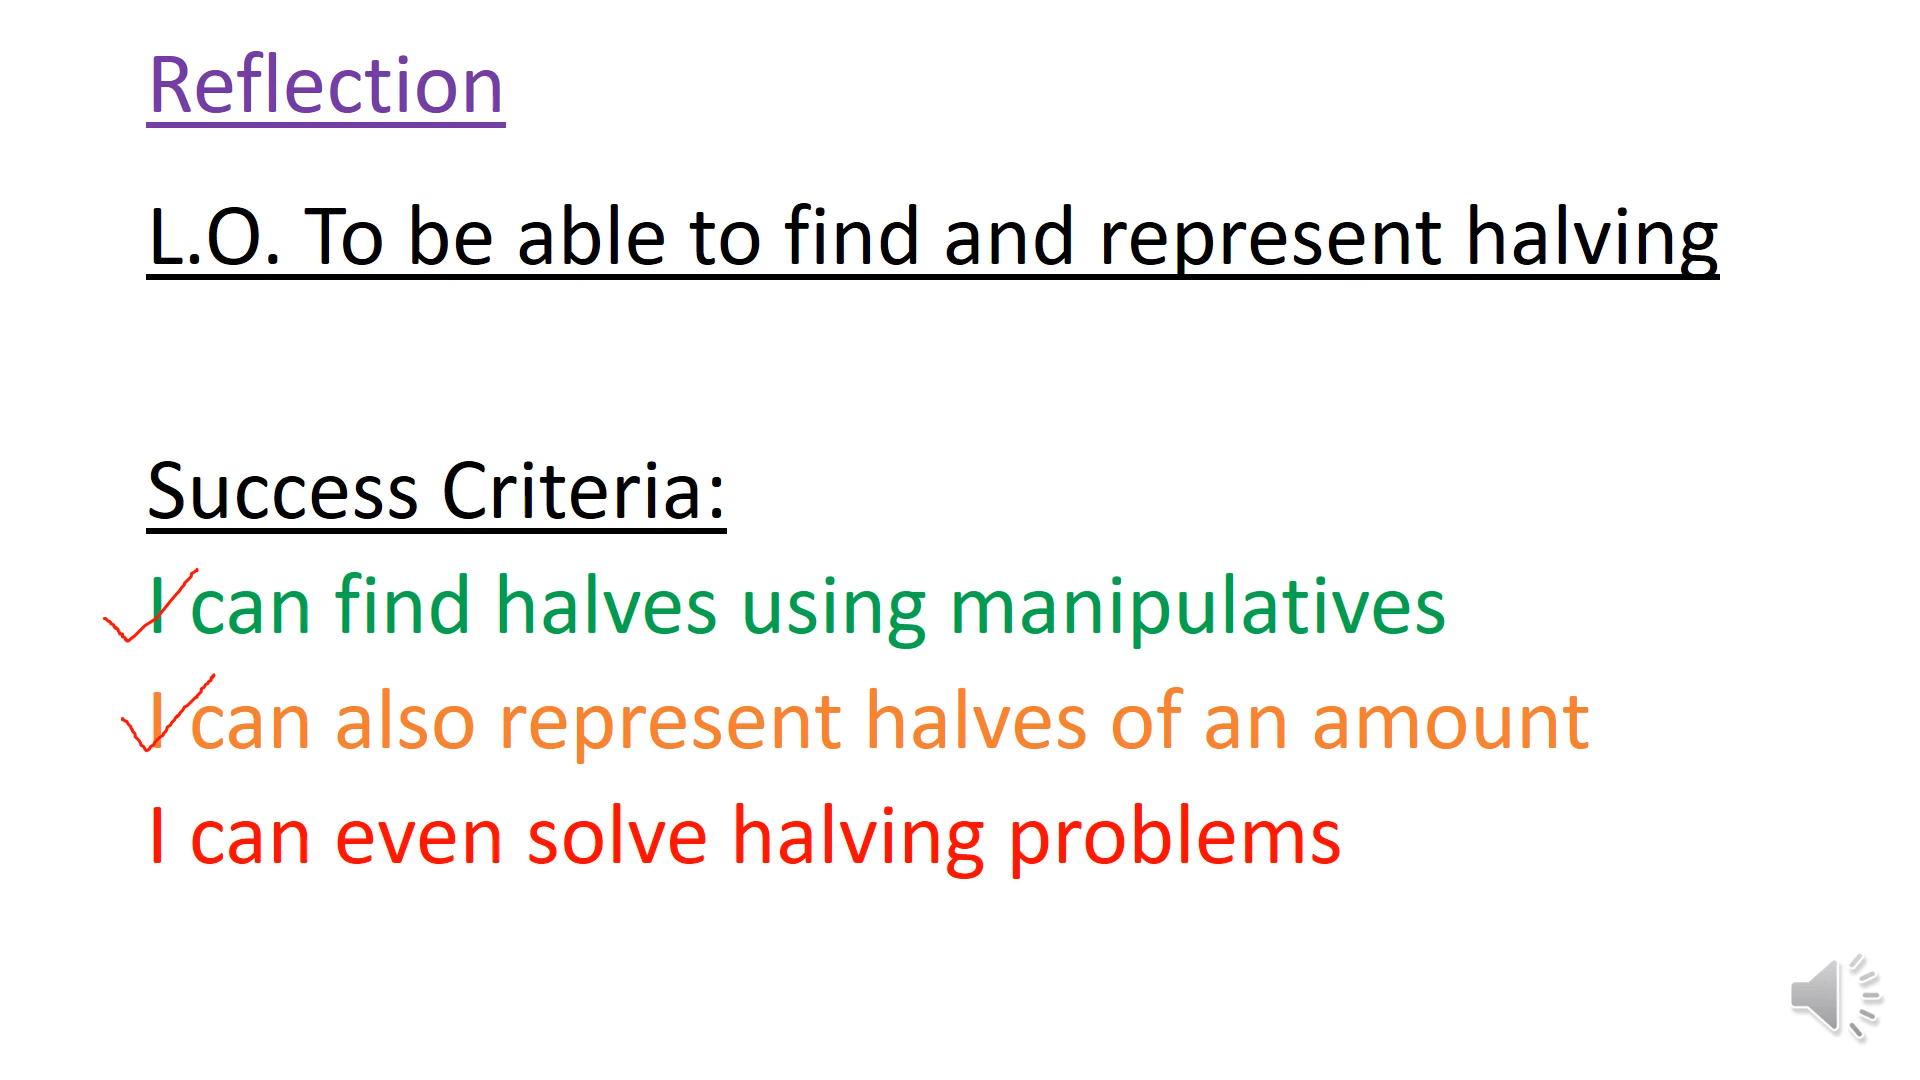 Reflection
L.O. To be able to find and represent halving
Success Criteria:
I can find halves using manipulatives
I can also represent halves of an amount
I can even solve halving problems